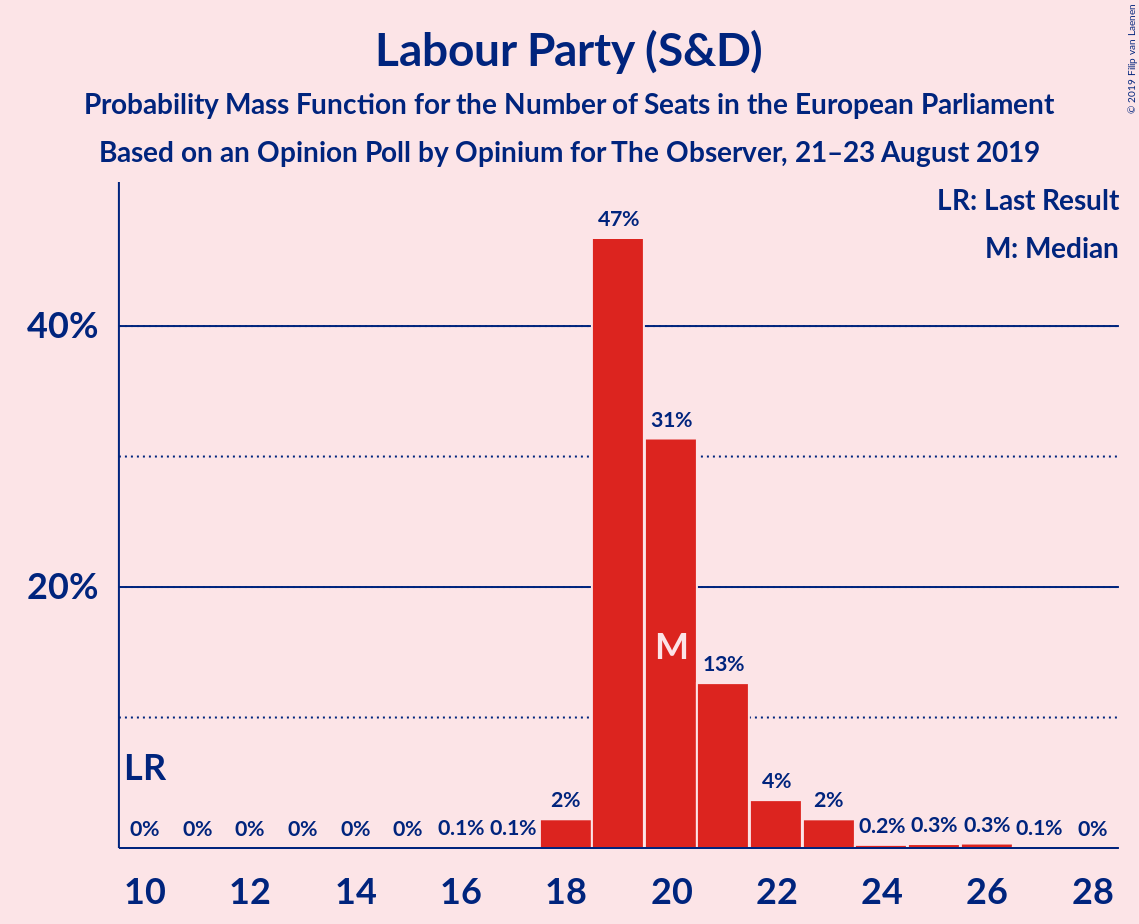 Labour Party (S&D)
Probability Mass Function for the Number of Seats in the European Parliament
Based on an Opinion Poll by Opinium for The Observer, 21–23 August 2019
© 2019 Filip van Laenen
LR: Last Result
M: Median
40%
20%
47%
31%
M
13%
LR
0% 0% 0% 0% 0% 0% 0.1% 0.1% 2% 4% 2% 0.2% 0.3% 0.3% 0.1% 0%
10 12 14 16 18 20 22 24 26 28